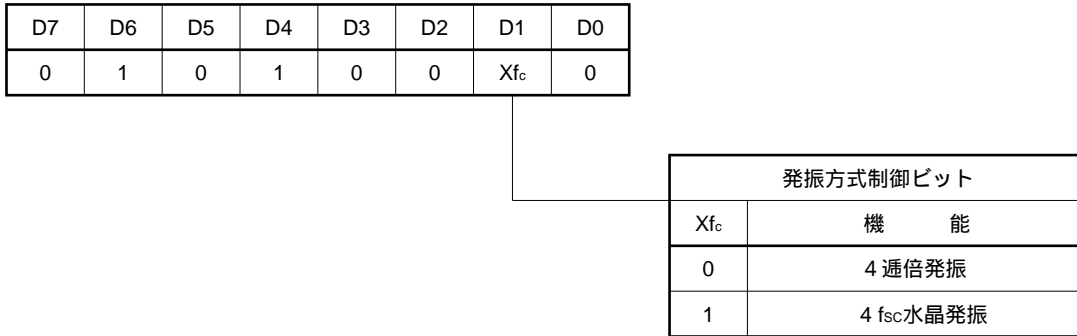 D7 D6 D5 D4 D3 D2 D1 D0
0 1 0 1 0 0 Xfc 0
発振方式制御ビット
Xfc 機 能
0 4逓倍発振
1 4 fsc水晶発振